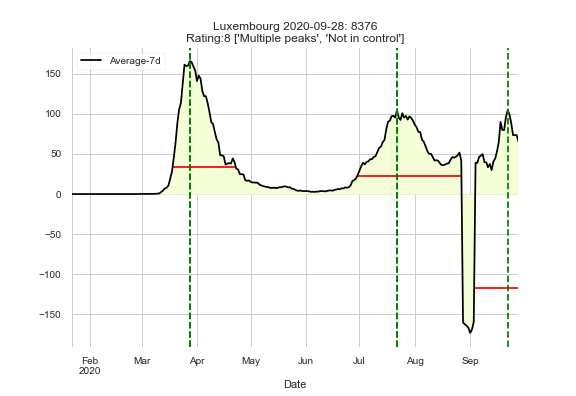 Luxembourg 2020-09-28: 8376
Rating:8 ['Multiple peaks', 'Not in control']
Average-7d
150
100
50
0
−50
−100
−150
Feb Mar Apr May Jun Jul Aug Sep
2020
Date